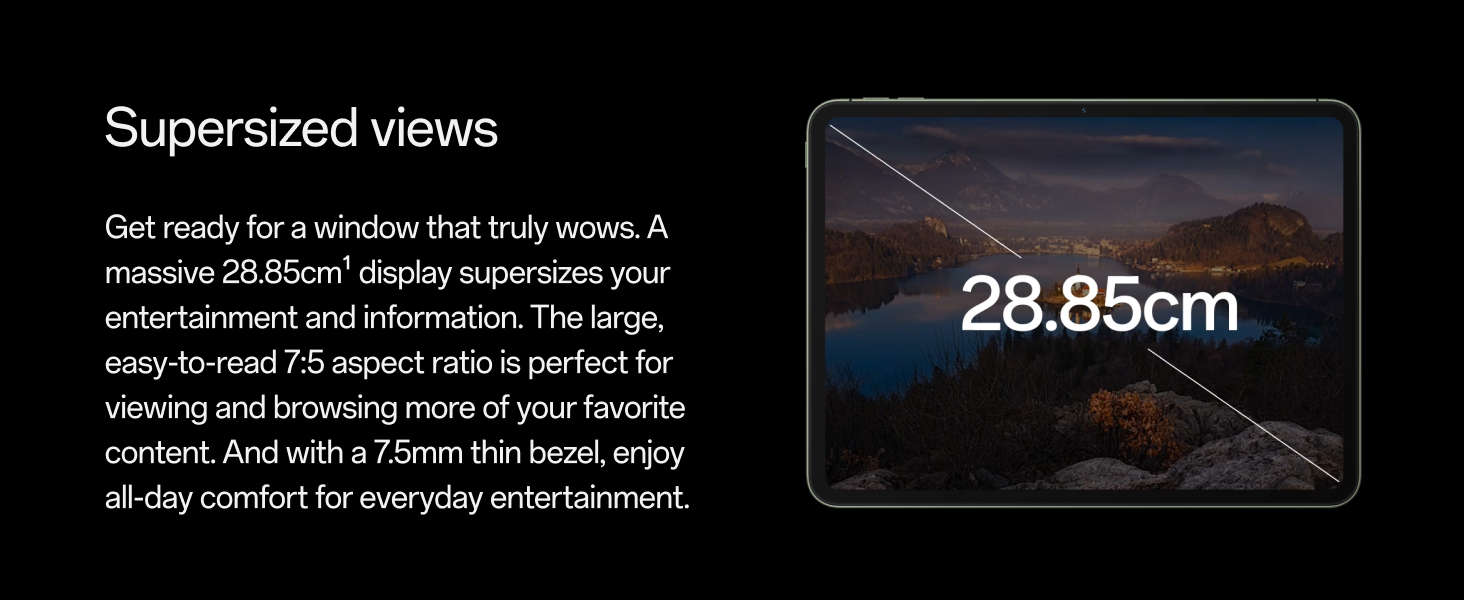 Supersized views
Get ready for a window that truly wows. A
massive 28.85cm¹ display supersizes your
entertainment and information. The large,
easy-to-read 7:5 aspect ratio is perfect for
viewing and browsing more of your favorite
content. And with a 7.5mm thin bezel, enjoy
all-day comfort for everyday entertainment.
28.85cm